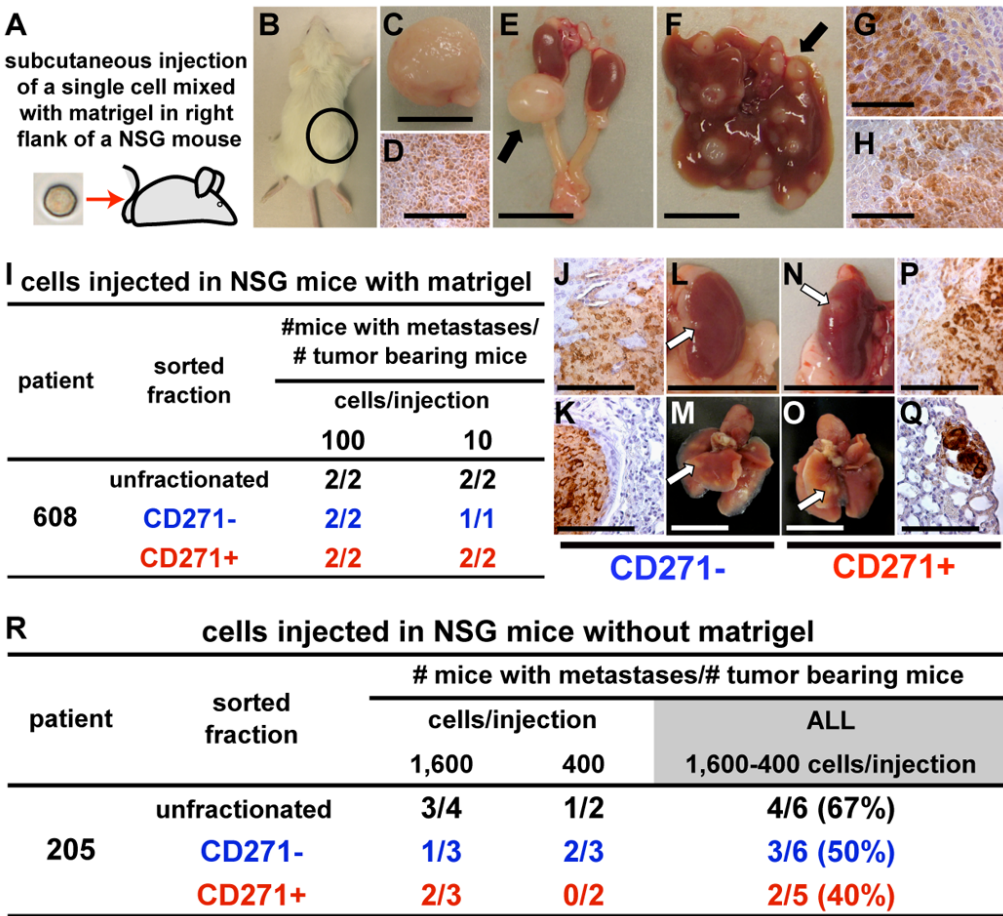 A
subcutaneous injection
of a single cell mixed
with matrigel in right
flank of a NSG mouse
B
C
D
E
F
G
H
I cells injected in NSG mice with matrigel
patient
sorted
fraction
#mice with metastases/
# tumor bearing mice
cells/injection
100 10
608
unfractionated 2/2 2/2
CD271- 2/2 1/1
CD271+ 2/2 2/2
J L N P
K M O Q
CD271- CD271+
R cells injected in NSG mice without matrigel
patient
sorted
fraction
# mice with metastases/# tumor bearing mice
cells/injection ALL
1,600 400 1,600-400 cells/injection
205
unfractionated 3/4 1/2 4/6 (67%)
CD271- 1/3 2/3 3/6 (50%)
CD271+ 2/3 0/2 2/5 (40%)